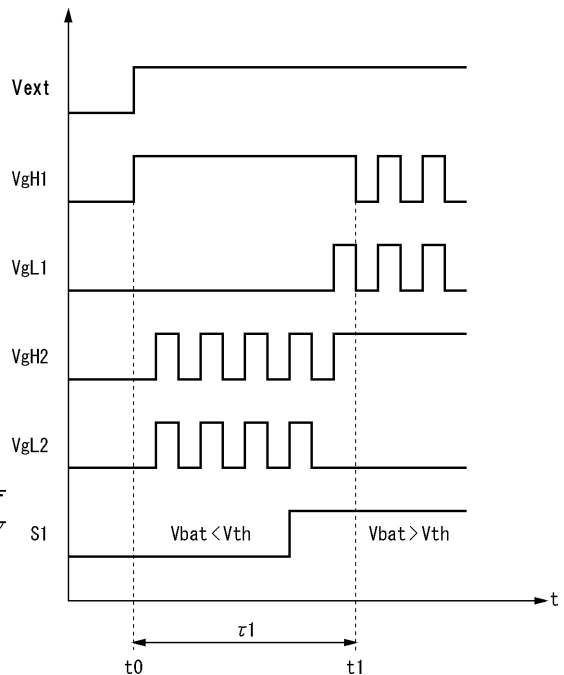 Vext
VgH1
VgL1
VgH2
VgL2
S1
Vbat<Vth
Vbat>Vth
t
τ1
t0
t1